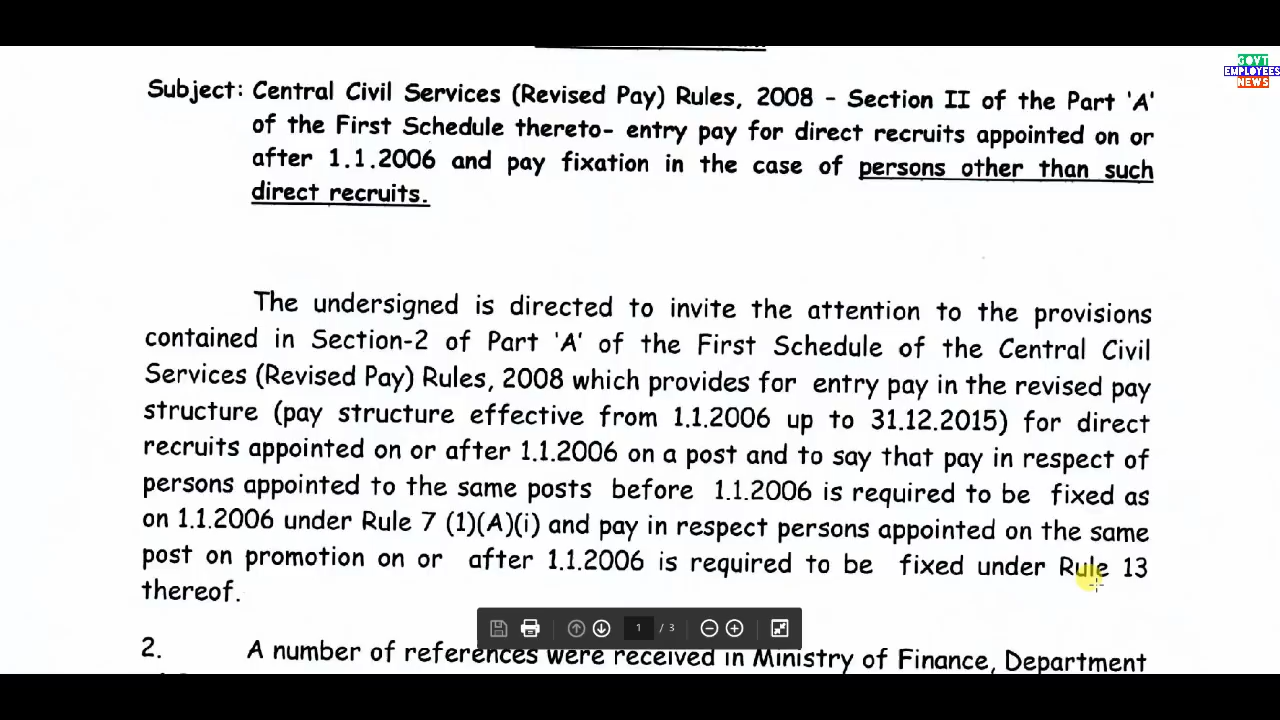 GOVT
EMPLOYEES
NEWS
Subject: Central Civil Services (Revised Pay) Rules, 2008 - Section II of the Part 'A'
of the First Schedule thereto- entry pay for direct recruits appointed on or
after 1.1.2006 and pay fixation in the case of persons other than such
direct recruits.
The undersigned is directed to invite the attention to the provisions
contained in Section-2 of Part 'A' of the First Schedule of the Central Civil
Services (Revised Pay) Rules, 2008 which provides for entry pay in the revised pay
structure (pay structure effective from 1.1.2006 up to 31.12.2015) for direct
recruits appointed on or after 1.1.2006 on a post and to say that pay in respect of
persons appointed to the same posts before 1.1.2006 is required to be fixed as
on 1.1.2006 under Rule 7 (1)(A)(i) and pay in respect persons appointed on the same
post on promotion on or after 1.1.2006 is required to be fixed under Rule 13
thereof.
1 / 3
2. A number of references were received in Ministry of Finance, Department